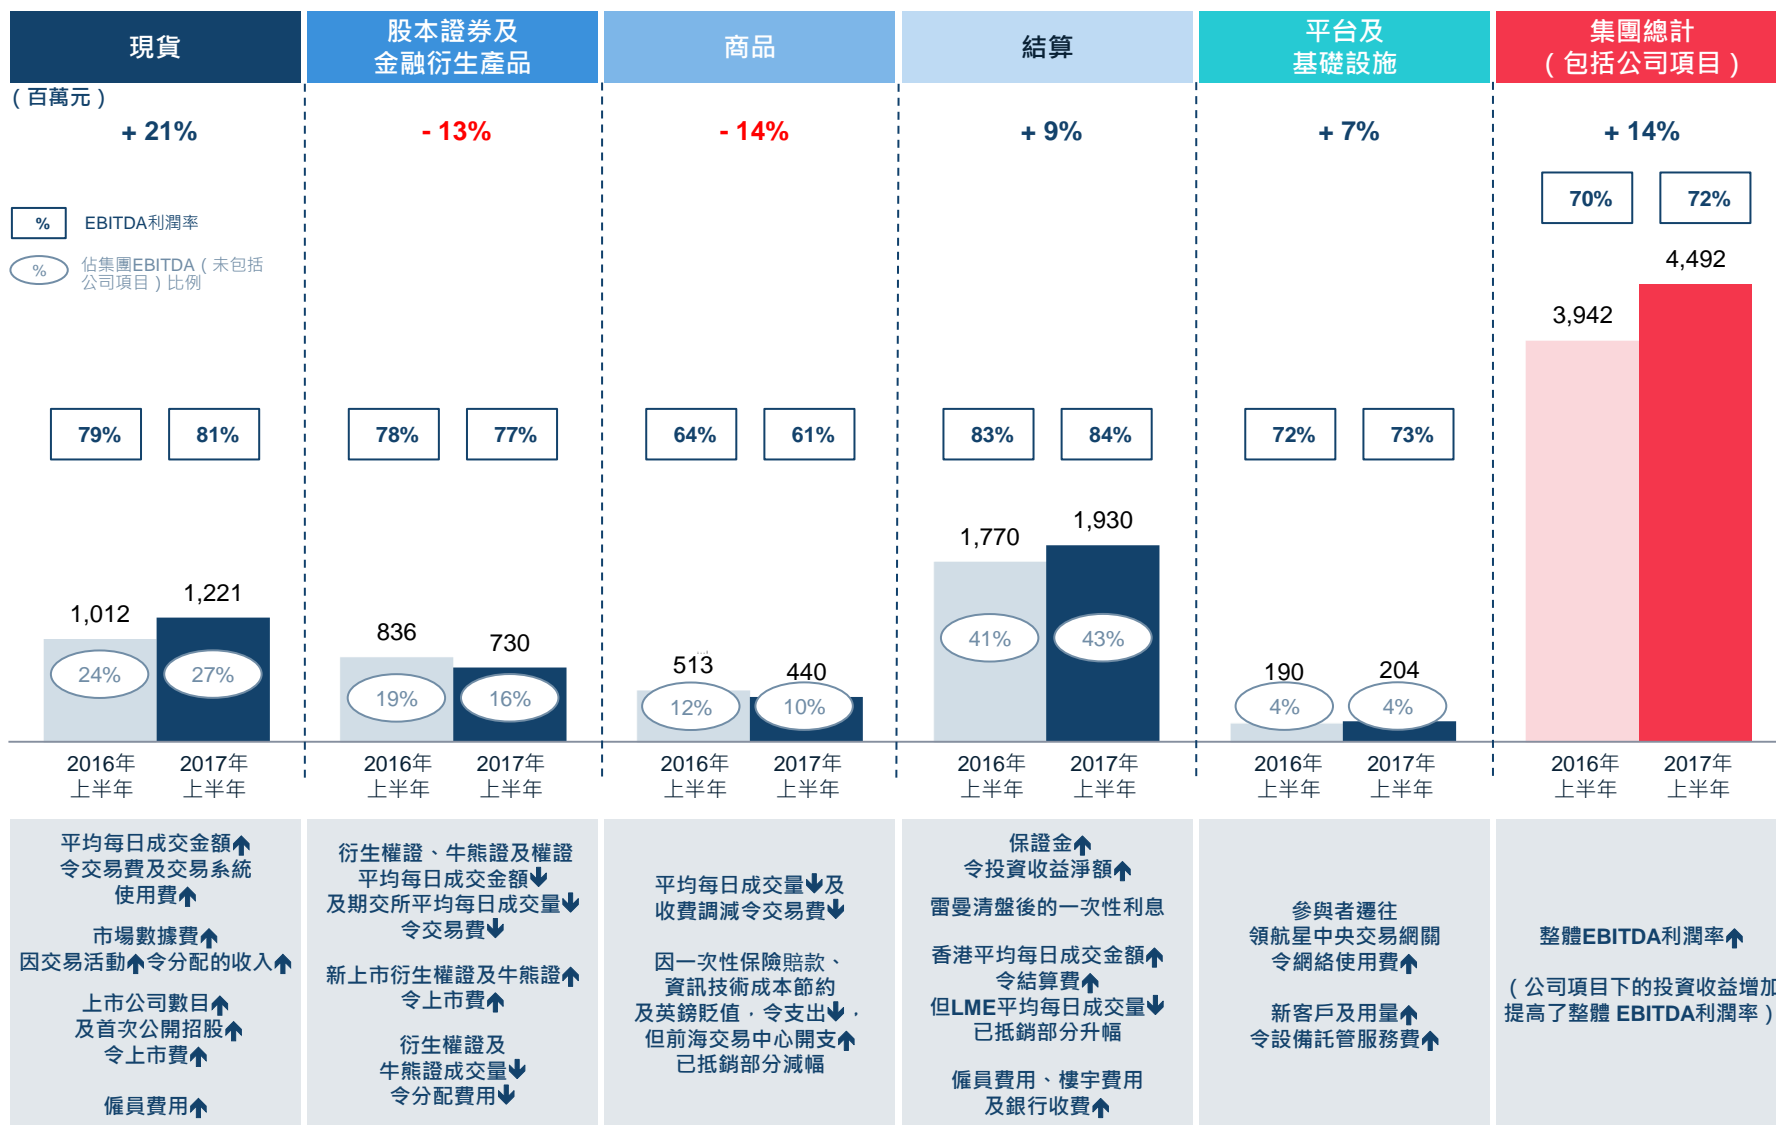 現貨
股本證券及
金融衍生產品
商品
結算
平台及
基礎設施
集團總計
（包括公司項目）
（百萬元）
+ 21%
- 13%
- 14%
+ 9%
+ 7%
+ 14%
% EBITDA利潤率
% 佔集團EBITDA（未包括
公司項目）比例
70% 72%
3,942 4,492
79% 81%
78% 77%
64% 61%
83% 84%
72% 73%
1,012 1,221
836 730
513 440
1,770 1,930
190 204
24% 27%
19% 16%
12% 10%
41% 43%
4% 4%
2016年 2017年
上半年 上半年
2016年 2017年
上半年 上半年
2016年 2017年
上半年 上半年
2016年 2017年
上半年 上半年
2016年 2017年
上半年 上半年
2016年 2017年
上半年 上半年
平均每日成交金額↑
令交易費及交易系統
使用費↑
市場數據費↑
因交易活動↑令分配的收入↑
上市公司數目↑
及首次公開招股↑
令上市費↑
僱員費用↑
衍生權證、牛熊證及權證
平均每日成交金額↓
及期交所平均每日成交量↓
令交易費↓
新上市衍生權證及牛熊證↑
令上市費↑
衍生權證及
牛熊證成交量↓
令分配費用↓
平均每日成交量↓及
收費調減令交易費↓
因一次性保險賠款、
資訊技術成本節約
及英鎊貶值，令支出↓，
但前海交易中心開支↑
已抵銷部分減幅
保證金↑
令投資收益淨額↑
雷曼清盤後的一次性利息
香港平均每日成交金額↑
令結算費↑
但LME平均每日成交量↓
已抵銷部分升幅
僱員費用、樓宇費用
及銀行收費↑
參與者遷往
領航星中央交易網關
令網絡使用費↑
新客戶及用量↑
令設備託管服務費↑
整體EBITDA利潤率↑
（公司項目下的投資收益增加
提高了整體 EBITDA利潤率）